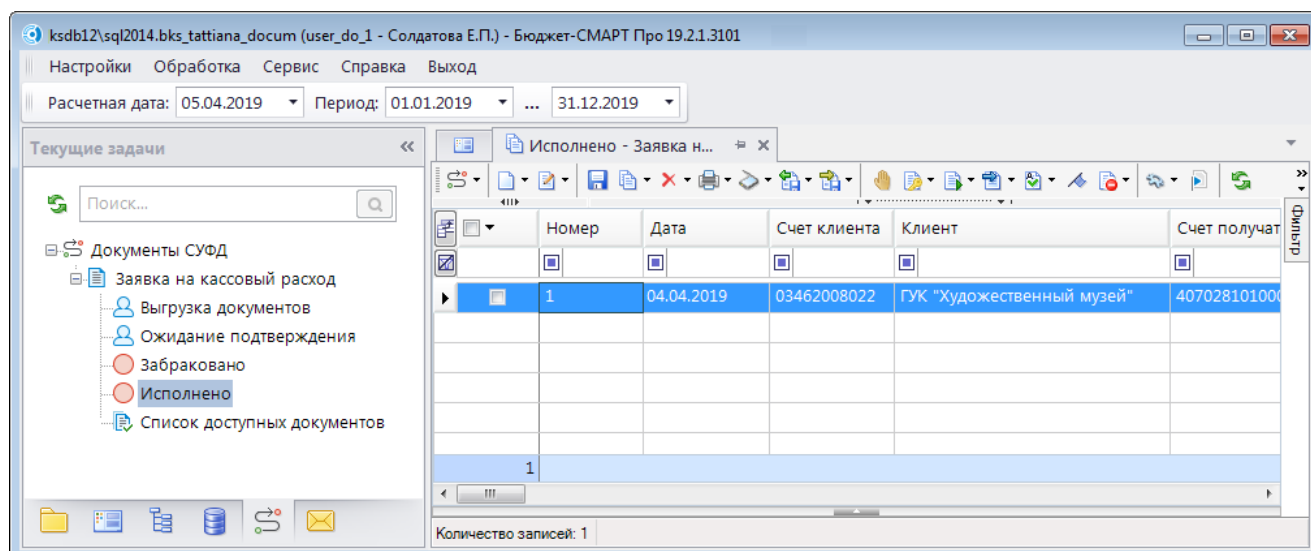 ksdb12\sql2014.bks_tattiana_docum (user_do_1 - Солдатова Е.П.) - Бюджет-СМАРТ Про 19.2.1.3101
Настройки Обработка Сервис Справка Выход
Расчетная дата: 05.04.2019 Период: 01.01.2019 ... 31.12.2019
Текущие задачи
Исполнено - Заявка н...
Поиск...
Номер Дата Счет клиента Клиент Счет получат
Фильтр
Документы СУФД
Заявка на кассовый расход
1 04.04.2019 03462008022 ГУК "Художественный музей" 407028101000
Выгрузка документов
Ожидание подтверждения
Забраковано
Исполнено
Список доступных документов
1
Количество записей: 1